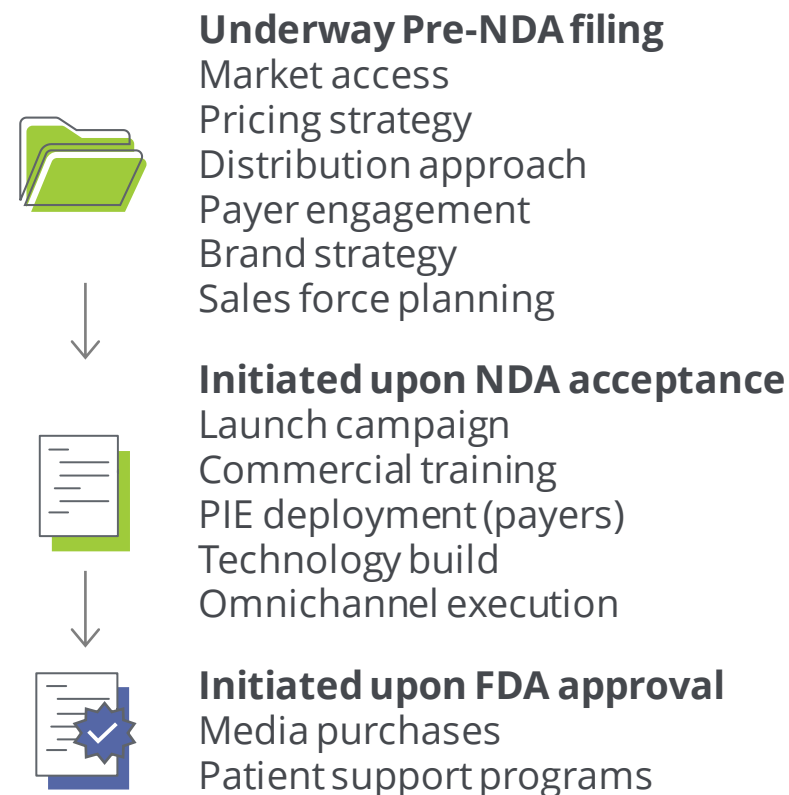 Underway Pre-NDA filing
Market access
Pricing strategy
Distribution approach
Payer engagement
Brand strategy
Sales force planning
Initiated upon NDA acceptance
Launch campaign
Commercial training
PIE deployment (payers)
Technology build
Omnichannel execution
Initiated upon FDA approval
Media purchases
Patient support programs